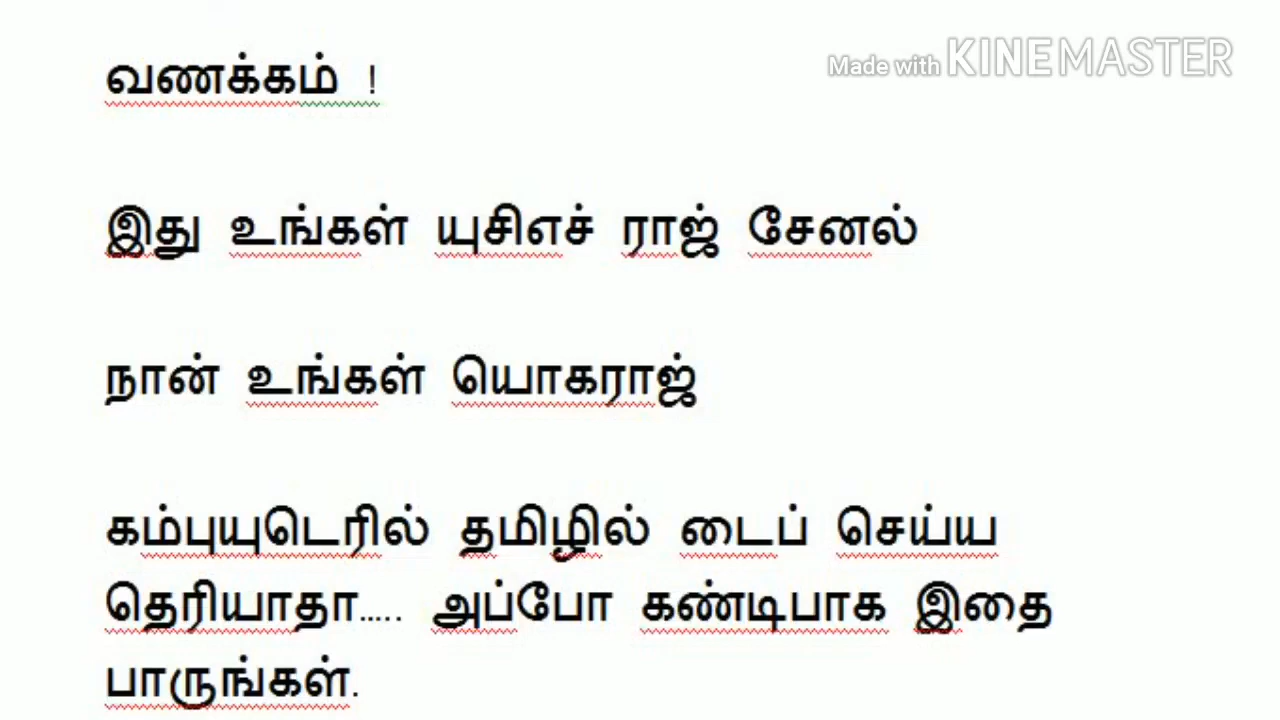 வணக்கம் !
Made with KINEMASTER
இது உங்கள் யுசிஎச் ராஜ் சேனல்
நான் உங்கள் யொகராஜ்
கம்புயுடெரில் தமிழில் டைப் செய்ய
தெரியாதா..... அப்போ கண்டிபாக இதை
பாருங்கள்.